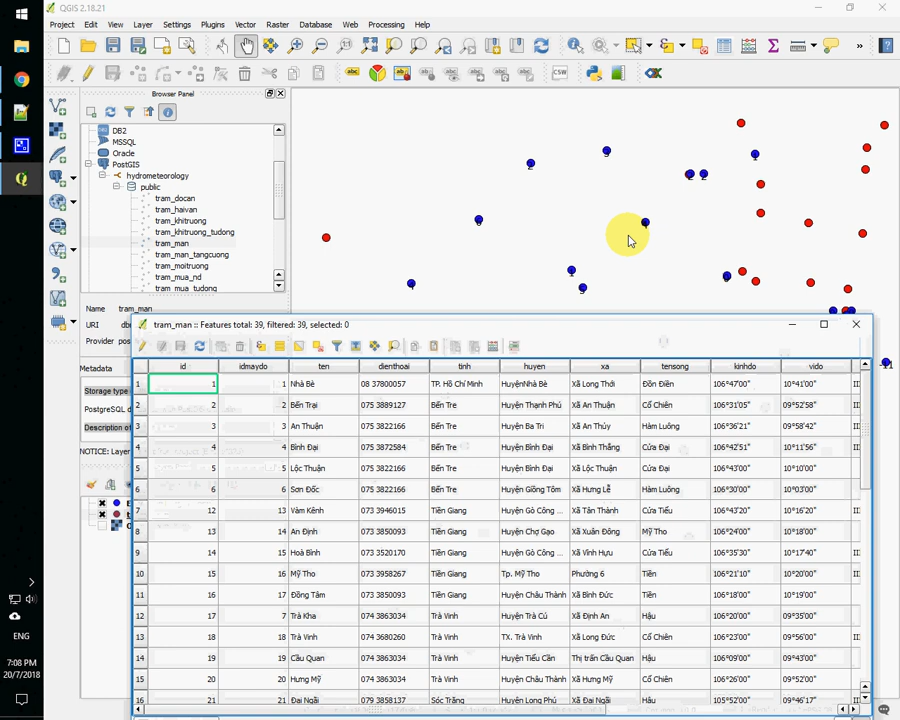 QGIS 2.18.21
Project Edit View Layer Settings Plugins Vector Raster Database Web Processing Help
CSW
Browser Panel
DB2
MSSQL
Oracle
PostGIS
hydrometeorology
public
tram_docan
tram_haivan
tram_khitruong
tram_khitruong_tudong
tram_man
tram_man_tangcuong
tram_moitruong
tram_mua_nd
tram_mua_tudong
Name tram_man
URI
Metadata
Storage type
PostgreSQL
Description of
NOTICE: Layer
tram_man :: Features total: 39, filtered: 39, selected: 0
id idmaydo ten dienthoai tinh huyen xa tensong kinhdo vido
1 1 1 Nhà Bè 08 37800057 TP. Hồ Chí Minh HuyệnNhà Bè Xã Long Thới Đồn Điền 106°47'00" 10°41'00"
2 2 2 Bến Trại 075 3889127 Bến Tre Huyện Thạnh Phú Xã An Thuận Cổ Chiên 106°31'05" 09°52'58" III
3 3 3 An Thuận 075 3822166 Bến Tre Huyện Ba Tri Xã An Thủy Hàm Luông 106°36'21" 09°58'42" III
4 4 4 Bình Đại 075 3872584 Bến Tre Huyện Bình Đại Xã Bình Thắng Cửa Đại 106°42'51" 10°11'56" III
5 5 5 Lộc Thuận 075 3822166 Bến Tre Huyện Bình Đại Xã Lộc Thuận Cửa Đại 106°43'00" 10°10'00"
6 6 6 Sơn Đốc 075 3822166 Bến Tre Huyện Giồng Tôm Xã Hưng Lễ Hàm Luông 106°30'00" 10°03'00" III
7 12 13 Vàm Kênh 073 3946015 Tiền Giang Huyện Gò Công ... Xã Tân Thành Cửa Tiểu 106°43'20" 10°16'20" III
8 13 14 An Định 073 3850093 Tiền Giang Huyện Chợ Gạo Xã Xuân Đông Mỹ Tho 106°24'00" 10°18'00" III
9 14 15 Hoà Bình 073 3520170 Tiền Giang Huyện Gò Công ... Xã Vĩnh Hựu Cửa Tiểu 106°35'30" 10°17'40" III
10 15 16 Mỹ Tho 073 3958267 Tiền Giang Tp. Mỹ Tho Phường 6 Tiền 106°21'10" 10°20'00" III
11 16 17 Đồng Tâm 073 3850093 Tiền Giang Huyện Châu Thành Xã Bình Đức Tiền 106°18'00" 10°19'00"
12 17 7 Trà Kha 074 3863034 Trà Vinh Huyện Trà Cú Xã Định An Hậu 106°20'00" 09°35'00"
13 18 18 Trà Vinh 074 3680260 Trà Vinh TX. Trà Vinh Xã Long Đức Cổ Chiên 106°23'00" 09°56'00" III
14 19 19 Cầu Quan 074 3863034 Trà Vinh Huyện Tiểu Cần Thị trấn Cầu Quan Hậu 106°09'00" 09°43'00"
15 20 20 Hưng Mỹ 074 3863034 Trà Vinh Huyện Châu Thành Xã Hưng Mỹ Cổ Chiên 106°26'00" 09°52'00"
16 21 21 Đại Ngãi 079 3858137 Sóc Trăng Huyện Long Phú Xã Đại Ngãi Hậu 105°52'00" 09°46'17"
ENG
7:08 PM
20/7/2018